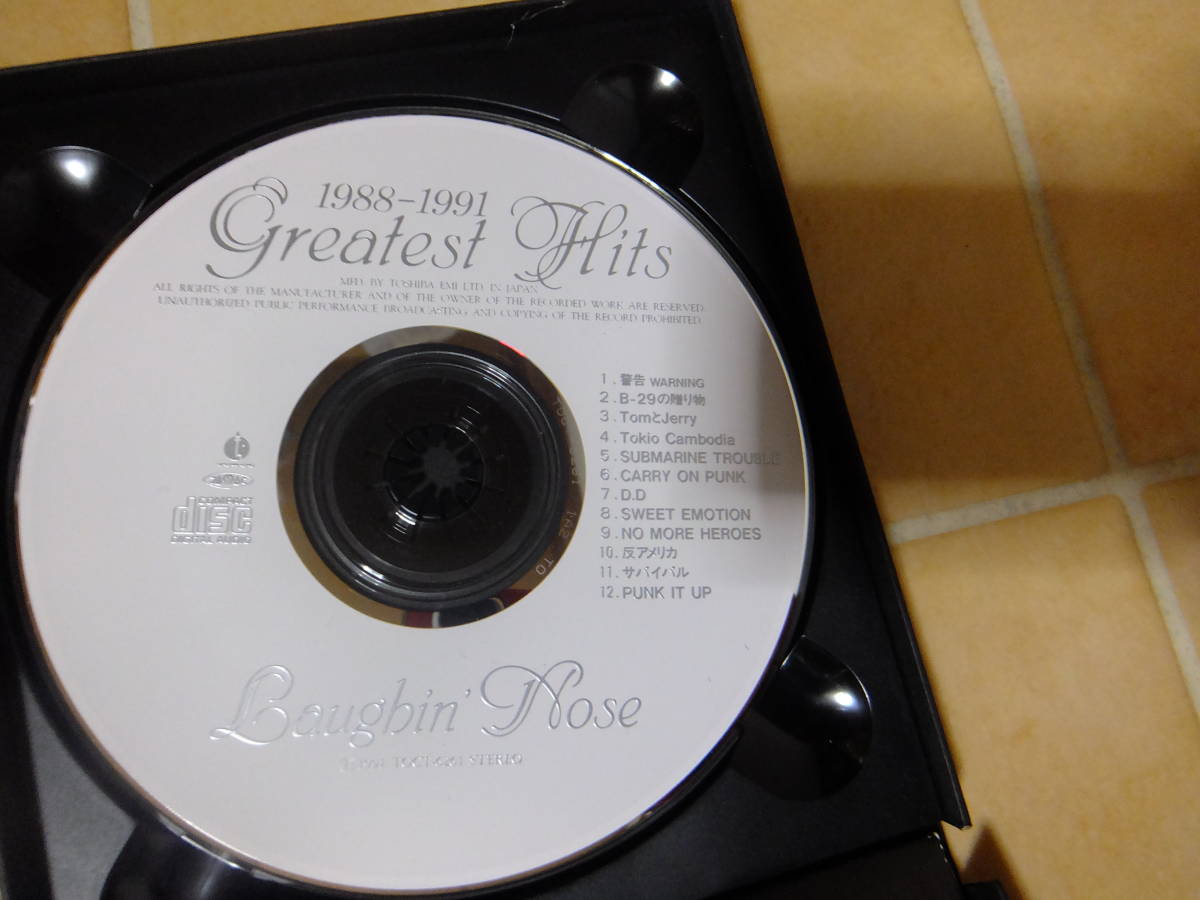 1988-1991
Greatest Hits
MFD. BY TOSHIBA EMI LTD. IN JAPAN
ALL RIGHTS OF THE MANUFACTURER AND OF THE OWNER OF THE RECORDED WORK ARE RESERVED.
UNAUTHORIZED PUBLIC PERFORMANCE BROADCASTING AND COPYING OF THE RECORD PROHIBITED.
1. 警告 WARNING
2. B-29の贈り物
3. TomとJerry
4. Tokio Cambodia
5. SUBMARINE TROUBLE
6. CARRY ON PUNK
7. D.D
8. SWEET EMOTION
9. NO MORE HEROES
10. 反アメリカ
11. サバイバル
12. PUNK IT UP
COMPACT
disc
DIGITAL AUDIO
1A2 TO
Laughin' Nose
STEREO